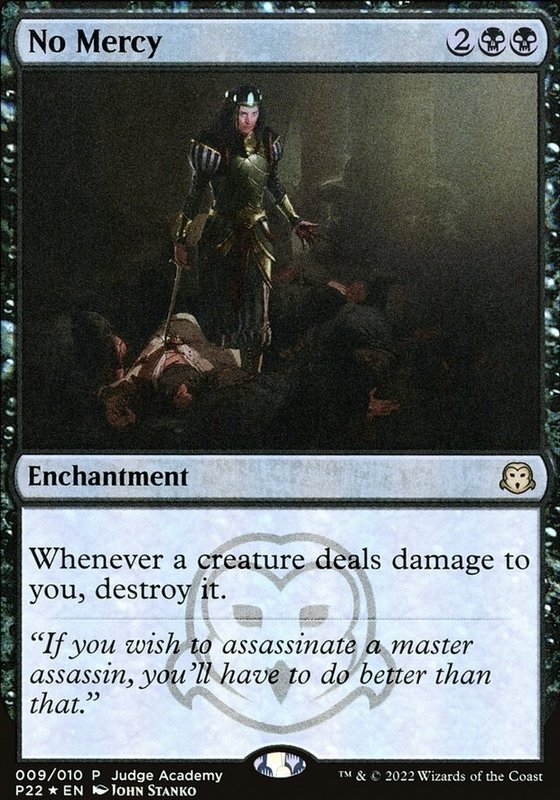 No Mercy 2
Enchantment
Whenever a creature deals damage to
you, destroy it.
“If you wish to assassinate a master
assassin, you’ll have to do better than
that.”
009/010 P Judge Academy
P22 ★ EN John Stanko
™ & © 2022 Wizards of the Coast